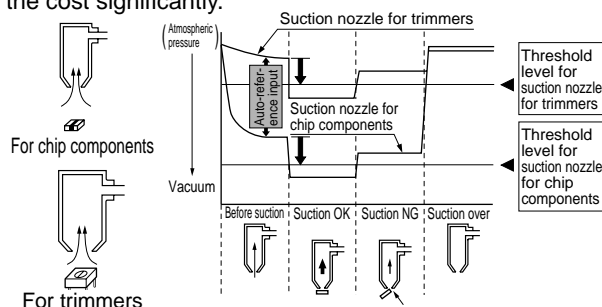 the cost significantly.
(Atmospheric
pressure)
Suction nozzle for trimmers
Auto-refer-
ence input
Suction nozzle for
chip components
Threshold
level for
suction nozzle
for trimmers
Threshold
level for
suction nozzle
for chip
components
For chip components
Vacuum
Before suction
Suction OK
Suction NG
Suction over
For trimmers